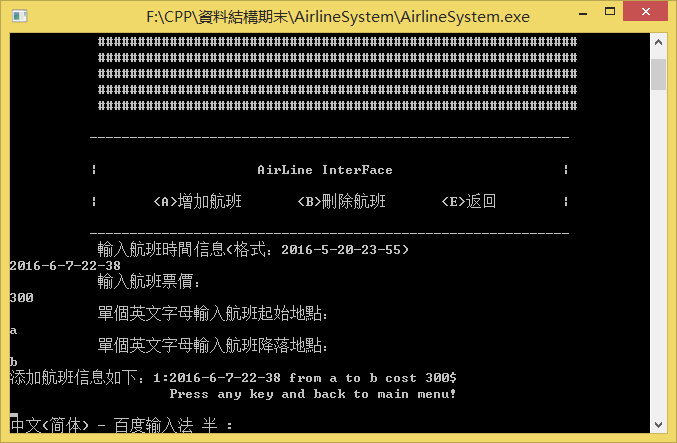 F:\CPP\資料結構期末\AirlineSystem\AirlineSystem.exe
############################################################
############################################################
############################################################
############################################################
############################################################
------------------------------------------------------------
¦ AirLine InterFace ¦
¦ <A>增加航班 <B>刪除航班 <E>返回 ¦
------------------------------------------------------------
輸入航班時間信息(格式：2016-5-20-23-55)
2016-6-7-22-38
輸入航班票價：
300
單個英文字母輸入航班起始地點：
a
單個英文字母輸入航班降落地點：
b
添加航班信息如下：1:2016-6-7-22-38 from a to b cost 300$
Press any key and back to main menu!
中文(简体) - 百度输入法 半 :